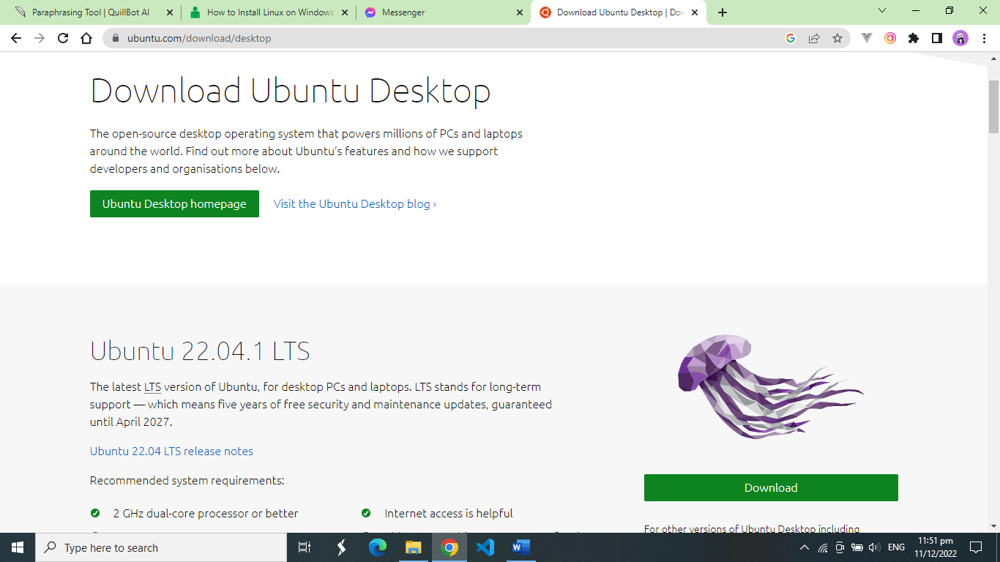 Paraphrasing Tool | QuillBot AI
How to Install Linux on Windows
Messenger
Download Ubuntu Desktop | Dow
ubuntu.com/download/desktop
Download Ubuntu Desktop
The open-source desktop operating system that powers millions of PCs and laptops
around the world. Find out more about Ubuntu's features and how we support
developers and organisations below.
Ubuntu Desktop homepage
Visit the Ubuntu Desktop blog ›
Ubuntu 22.04.1 LTS
The latest LTS version of Ubuntu, for desktop PCs and laptops. LTS stands for long-term
support — which means five years of free security and maintenance updates, guaranteed
until April 2027.
Ubuntu 22.04 LTS release notes
Recommended system requirements:
2 GHz dual-core processor or better
Internet access is helpful
Download
For other versions of Ubuntu Desktop including
Type here to search
ENG
11:51 pm
11/12/2022